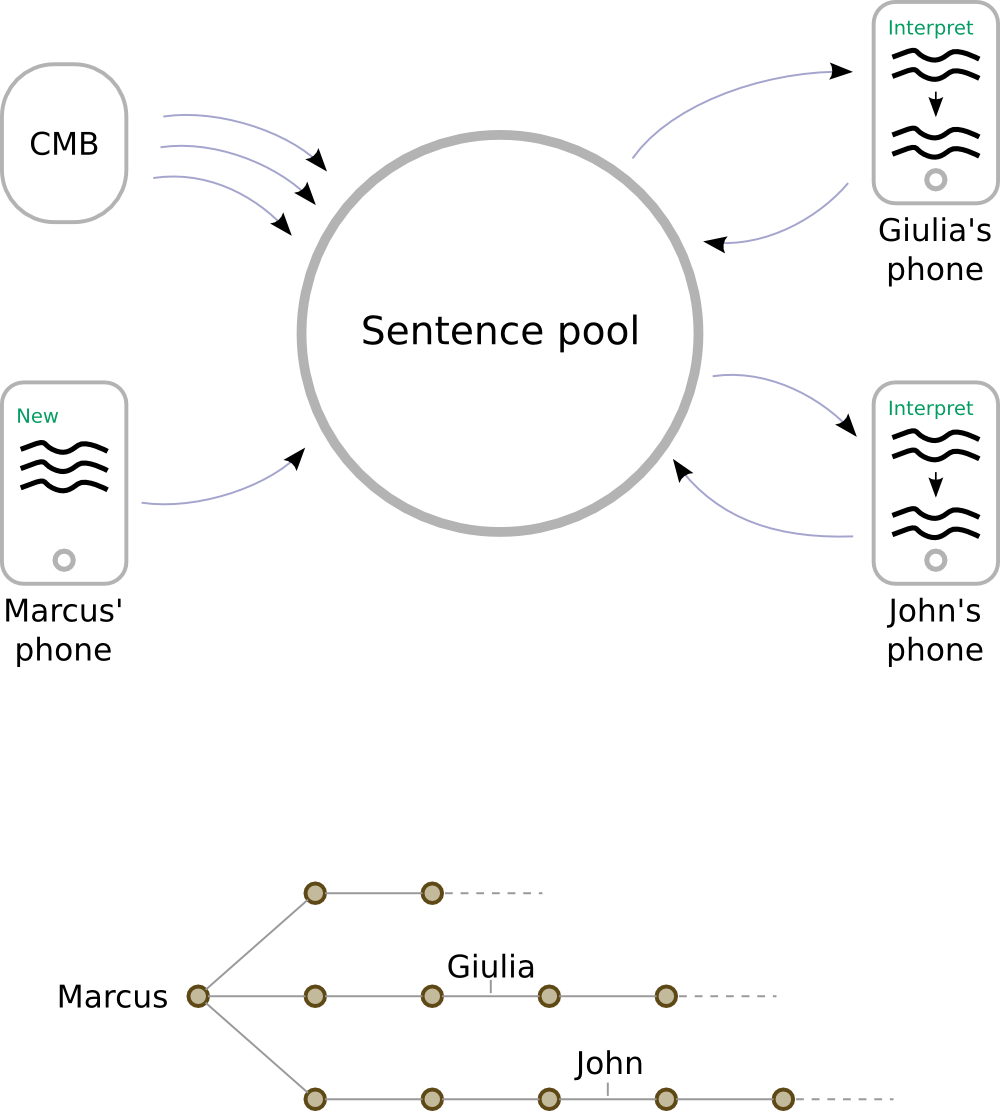 Interpret
CMB
Giulia's
phone
Sentence pool
New
Interpret
Marcus'
phone
John's
phone
Giulia
Marcus
John